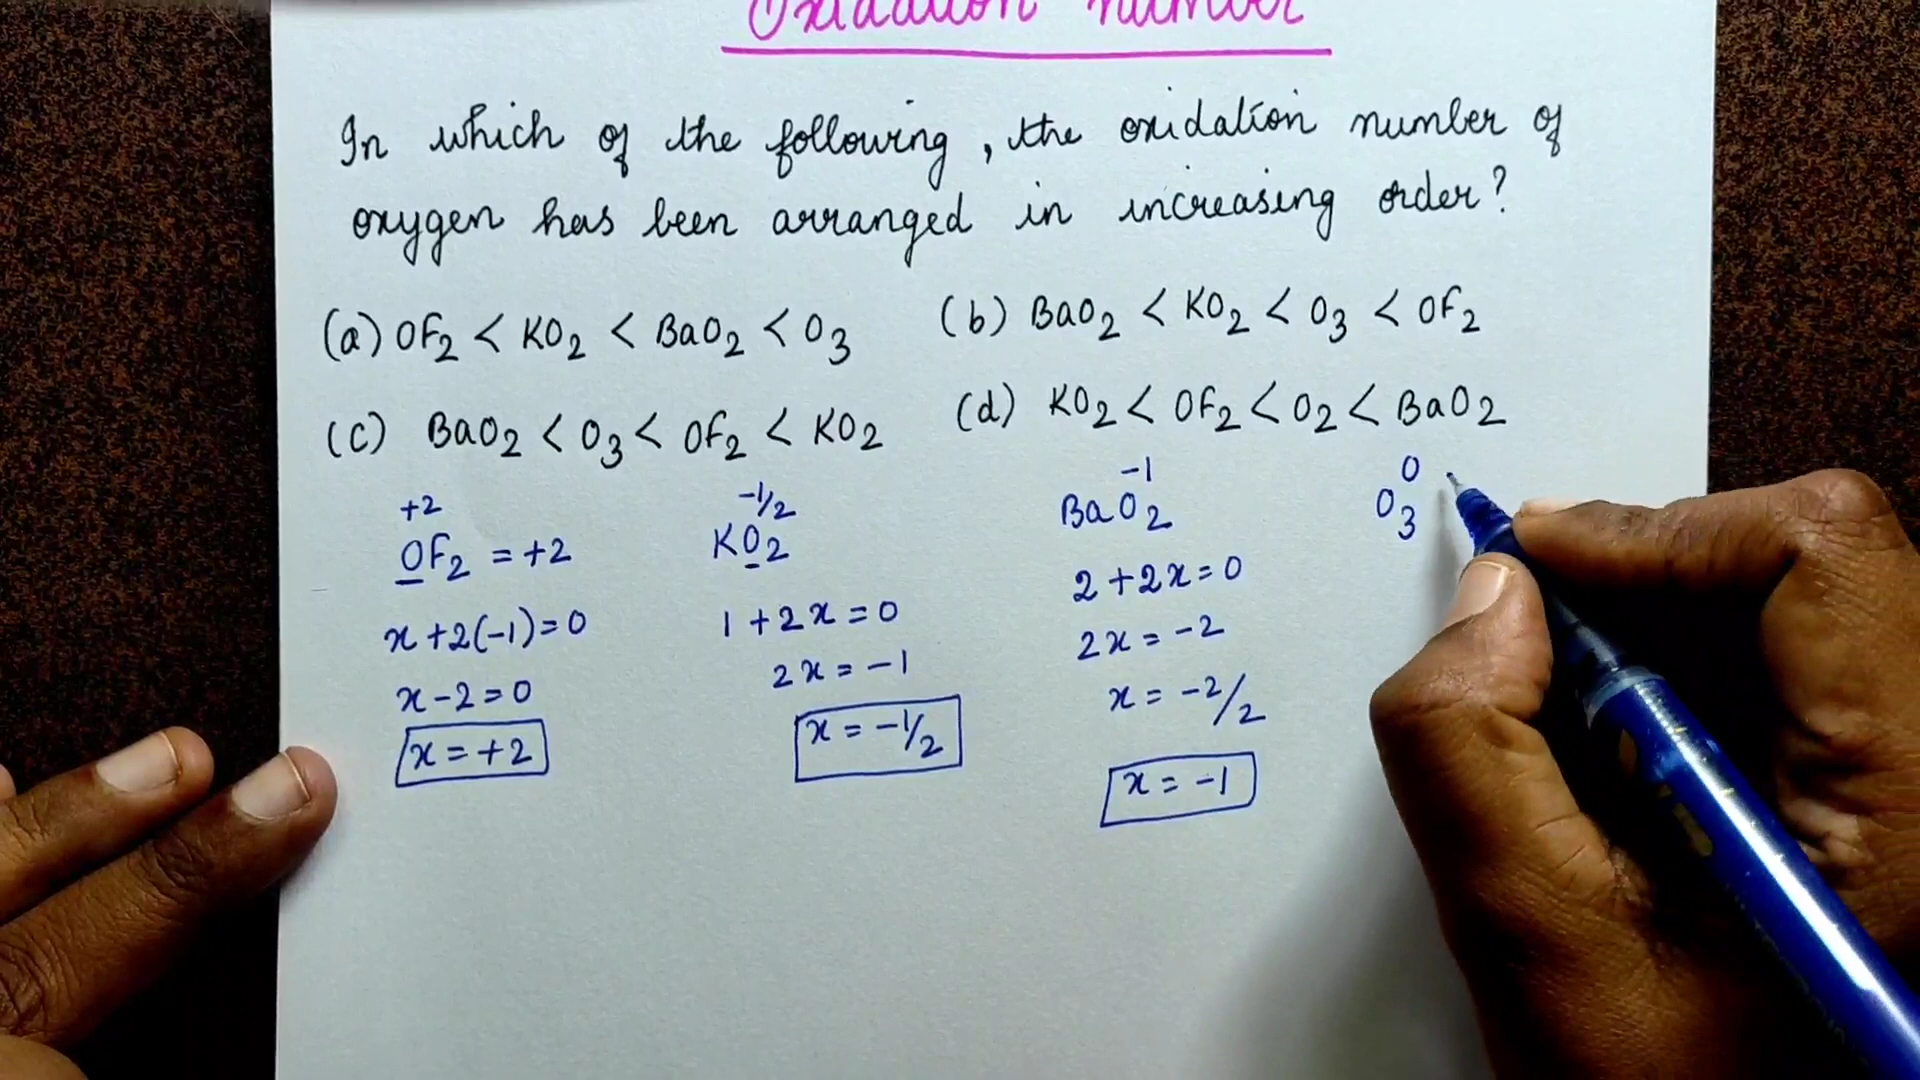 Oxidation number
In which of the following, the oxidation number of
oxygen has been arranged in increasing order?
(a) OF₂ < KO₂ < BaO₂ < O₃
(b) BaO₂ < KO₂ < O₃ < OF₂
(c) BaO₂ < O₃ < OF₂ < KO₂
(d) KO₂ < OF₂ < O₂ < BaO₂
+2
OF₂ = +2
x+2(-1)=0
x-2=0
x=+2
-1/2
KO₂
1+2x=0
2x=-1
x=-1/2
-1
BaO₂
2+2x=0
2x=-2
x=-2/2
x=-1
0
O₃